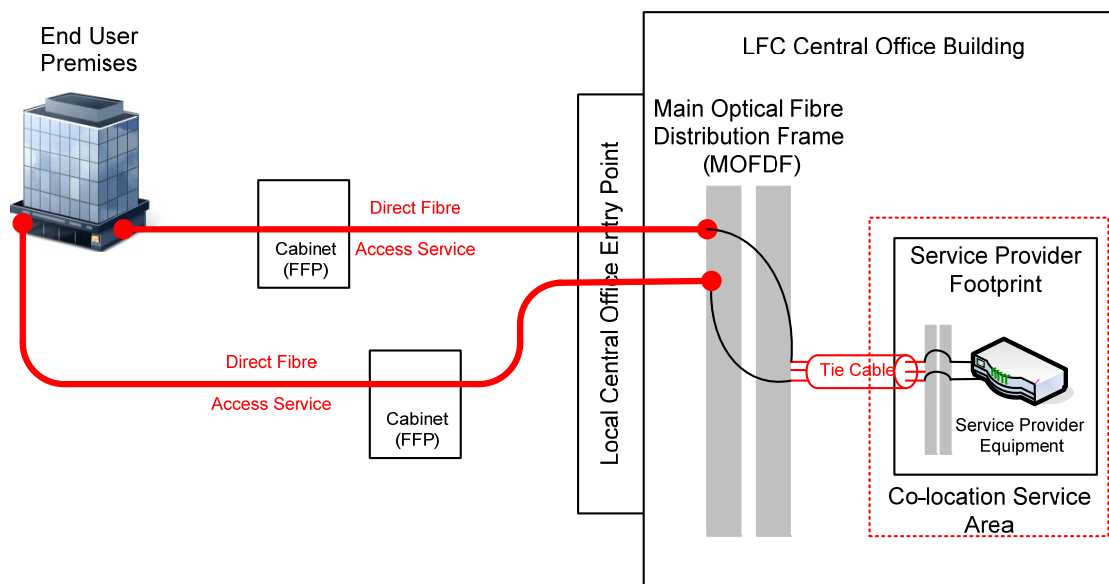 End User
Premises
LFC Central Office Building
Main Optical Fibre
Distribution Frame
(MOFDF)
Local Central Office Entry Point
Direct Fibre
Access Service
Cabinet
(FFP)
Direct Fibre
Access Service
Cabinet
(FFP)
Service Provider
Footprint
Tie Cable
Service Provider
Equipment
Co-location Service
Area